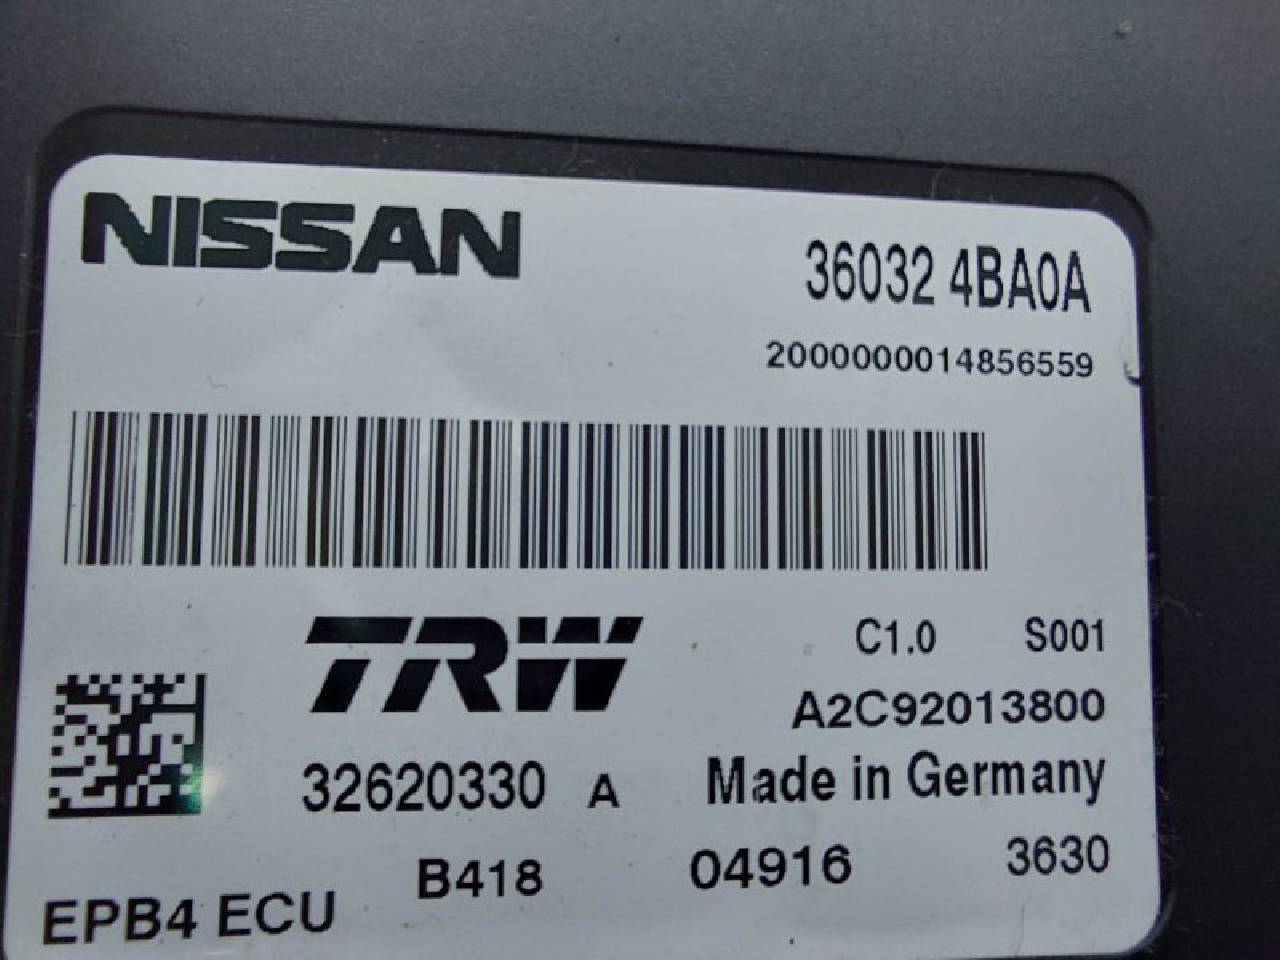 NISSAN
36032 4BA0A
2000000014856559
TRW
C1.0 S001
A2C92013800
32620330 A Made in Germany
B418 04916 3630
EPB4 ECU